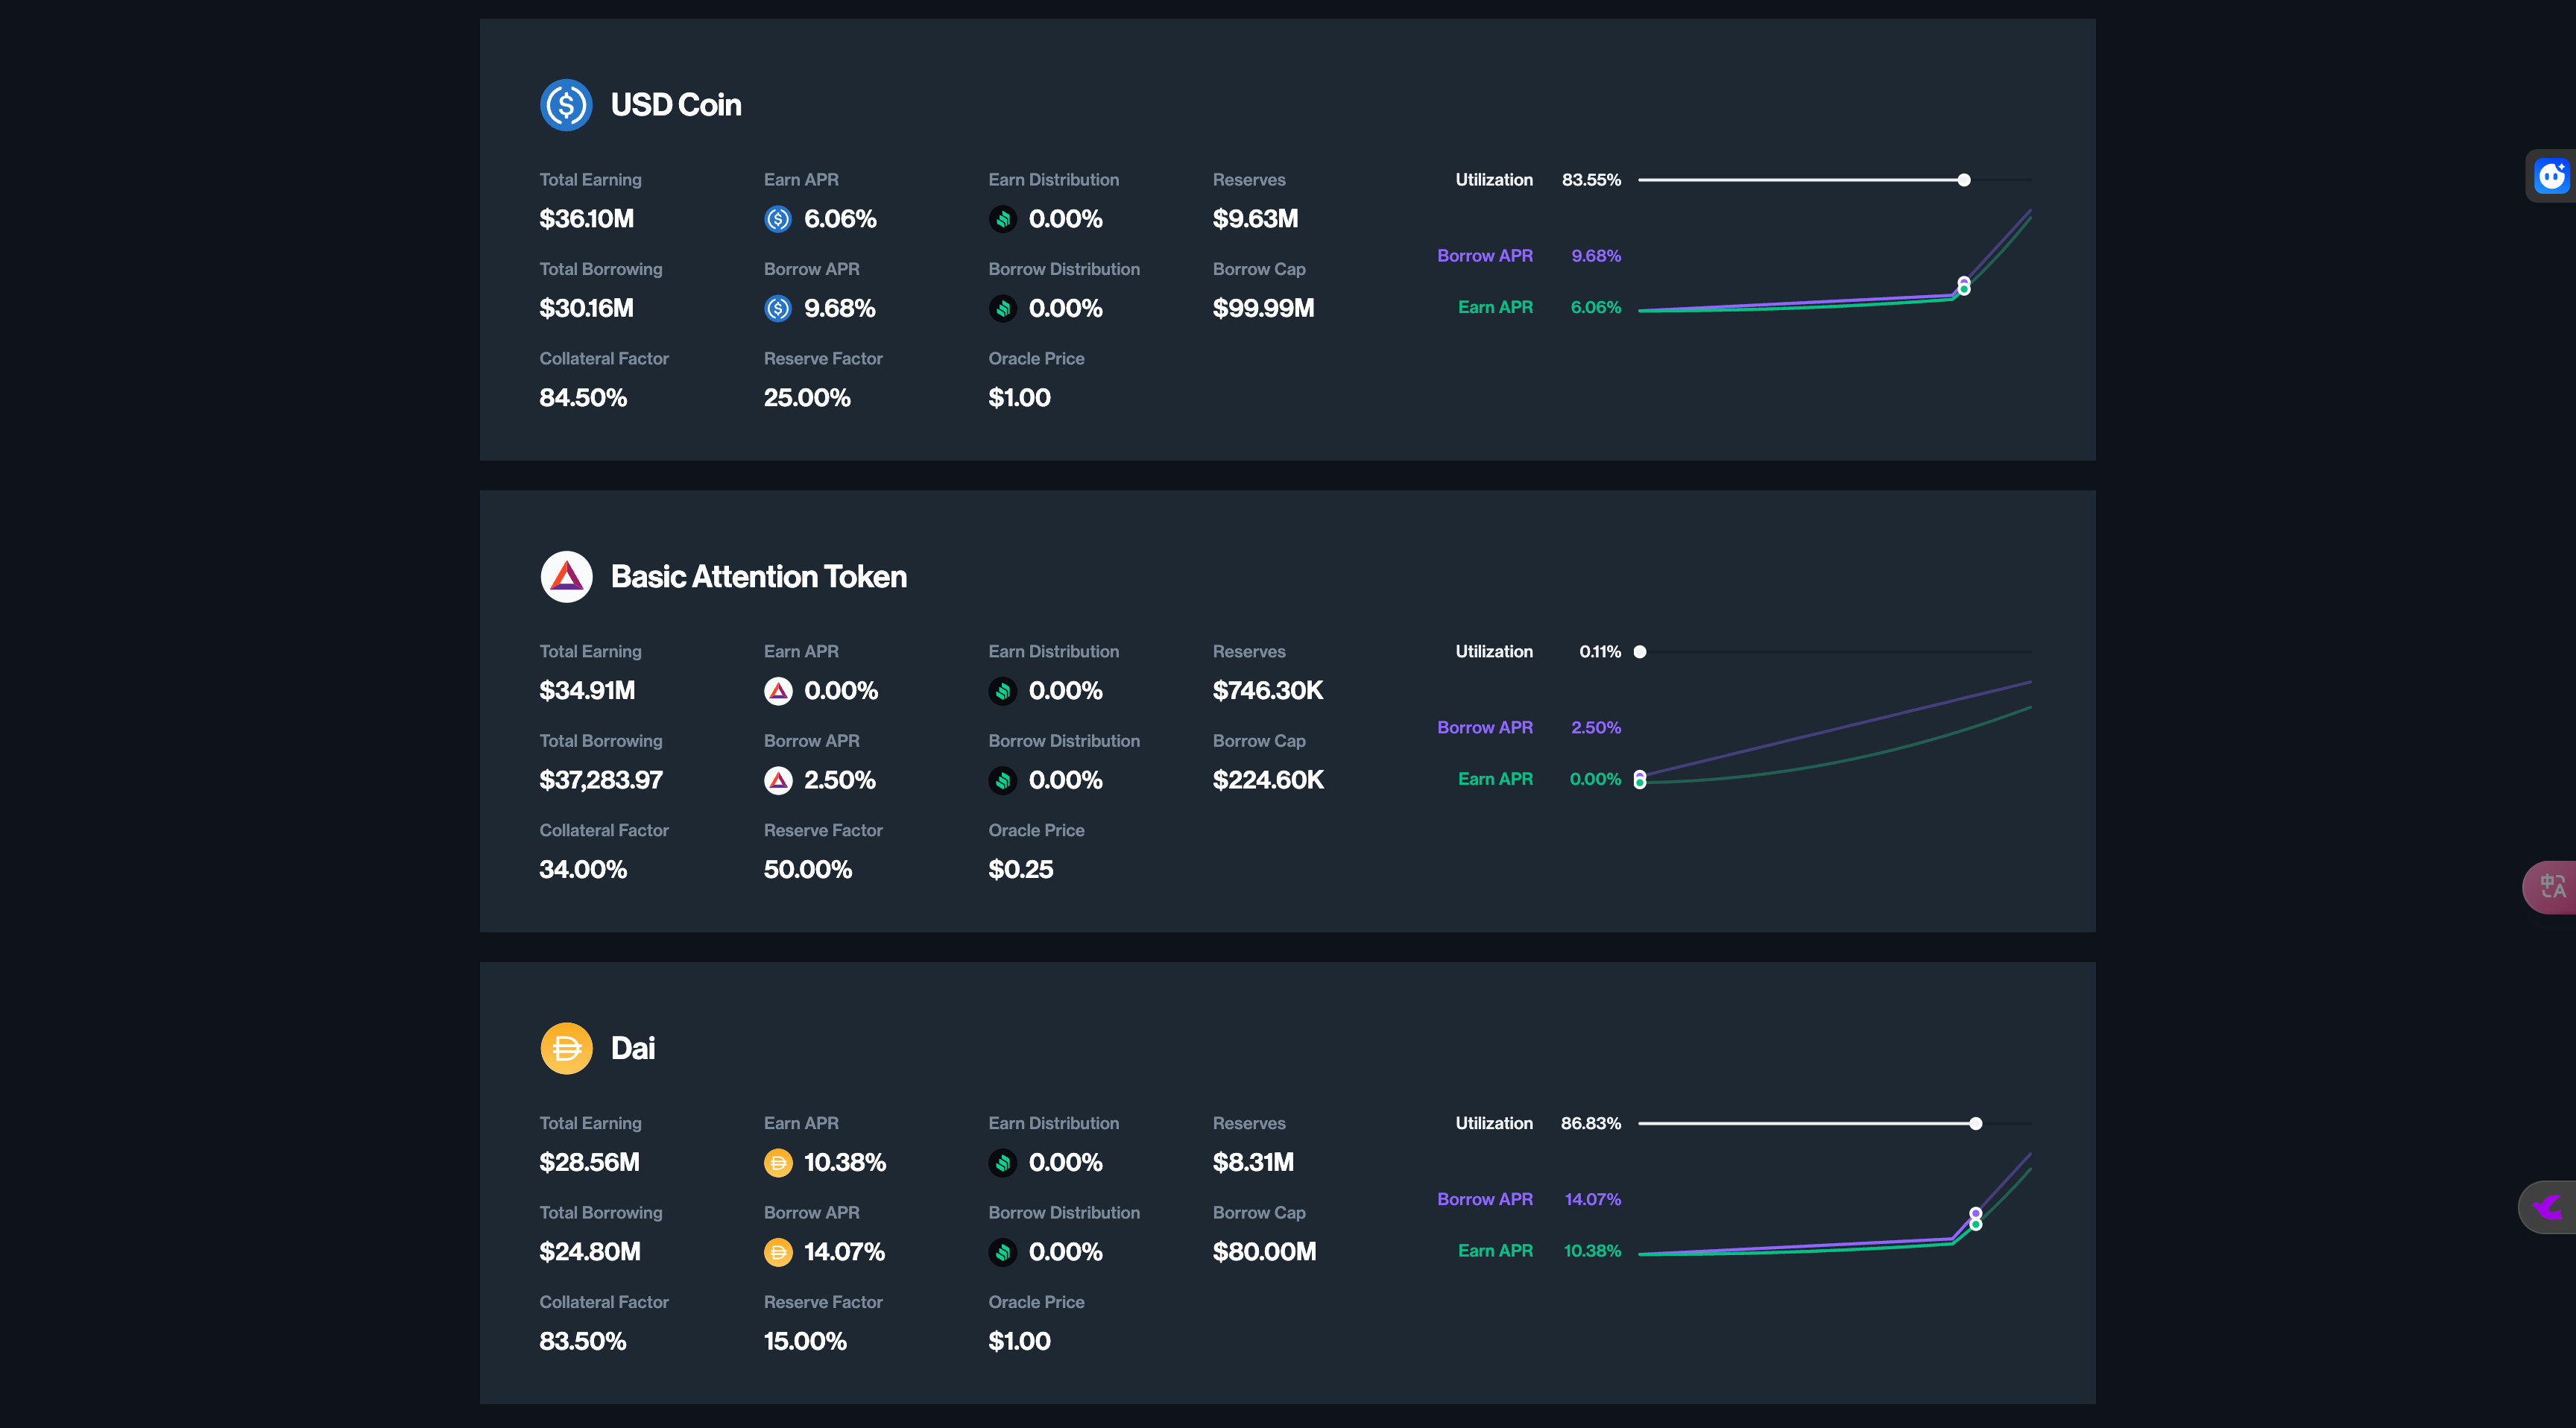 USD Coin
Total Earning Earn APR Earn Distribution Reserves Utilization 83.55%
$36.10M 6.06% 0.00% $9.63M
Borrow APR 9.68%
Total Borrowing Borrow APR Borrow Distribution Borrow Cap
$30.16M 9.68% 0.00% $99.99M Earn APR 6.06%
Collateral Factor Reserve Factor Oracle Price
84.50% 25.00% $1.00
Basic Attention Token
Total Earning Earn APR Earn Distribution Reserves Utilization 0.11%
$34.91M 0.00% 0.00% $746.30K
Borrow APR 2.50%
Total Borrowing Borrow APR Borrow Distribution Borrow Cap
$37,283.97 2.50% 0.00% $224.60K Earn APR 0.00%
Collateral Factor Reserve Factor Oracle Price
34.00% 50.00% $0.25
中A
Dai
Total Earning Earn APR Earn Distribution Reserves Utilization 86.83%
$28.56M 10.38% 0.00% $8.31M
Borrow APR 14.07%
Total Borrowing Borrow APR Borrow Distribution Borrow Cap
$24.80M 14.07% 0.00% $80.00M Earn APR 10.38%
Collateral Factor Reserve Factor Oracle Price
83.50% 15.00% $1.00